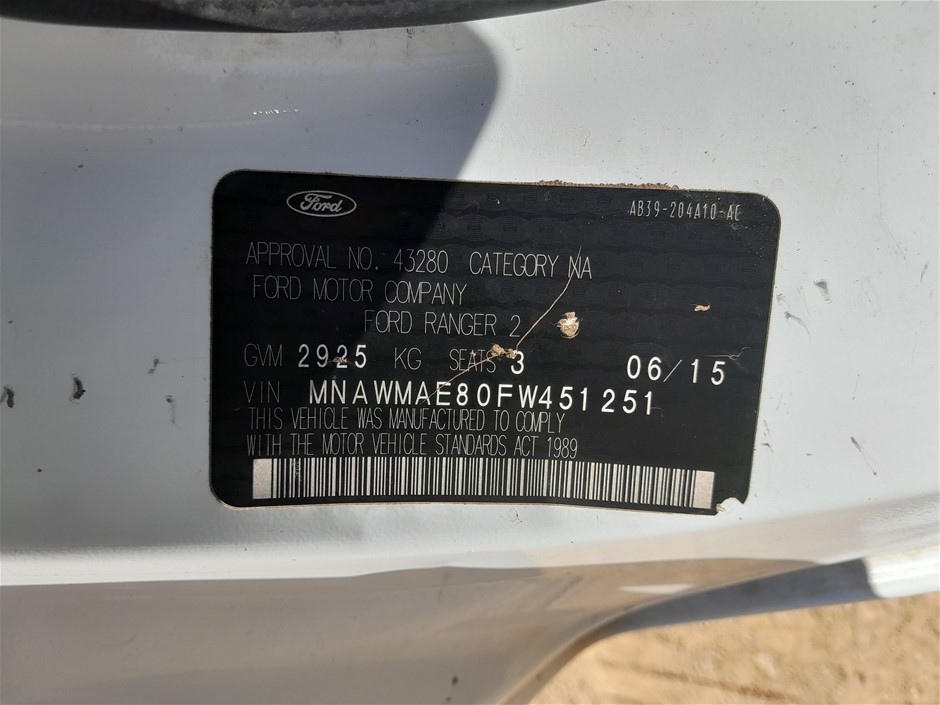 Ford
AB39-204A10-AE
APPROVAL NO. 43280 CATEGORY NA
FORD MOTOR COMPANY
FORD RANGER 2
GVM 2925 KG SEATS 3 06/15
VIN MNAWMAE80FW451251
THIS VEHICLE WAS MANUFACTURED TO COMPLY
WITH THE MOTOR VEHICLE STANDARDS ACT 1989